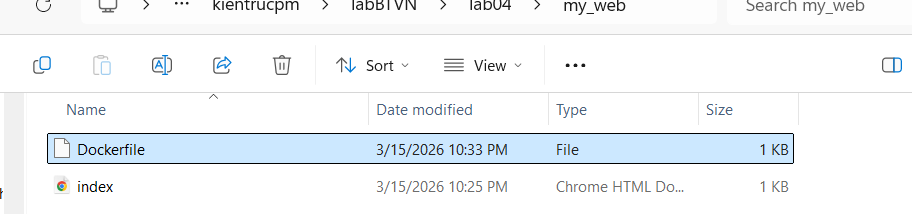 kientrucpm > labBTVN > lab04 > my_web Search my_web
Sort View
Name Date modified Type Size
Dockerfile 3/15/2026 10:33 PM File 1 KB
index 3/15/2026 10:25 PM Chrome HTML Do... 1 KB